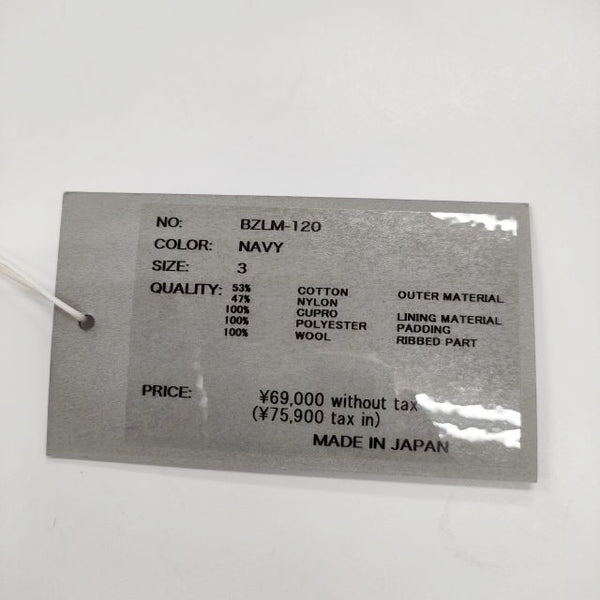 NO: BZLM-120
COLOR: NAVY
SIZE: 3
QUALITY: 53% COTTON OUTER MATERIAL
47% NYLON
100% CUPRO LINING MATERIAL
100% POLYESTER PADDING
100% WOOL RIBBED PART
PRICE: ¥69,000 without tax
(¥75,900 tax in)
MADE IN JAPAN